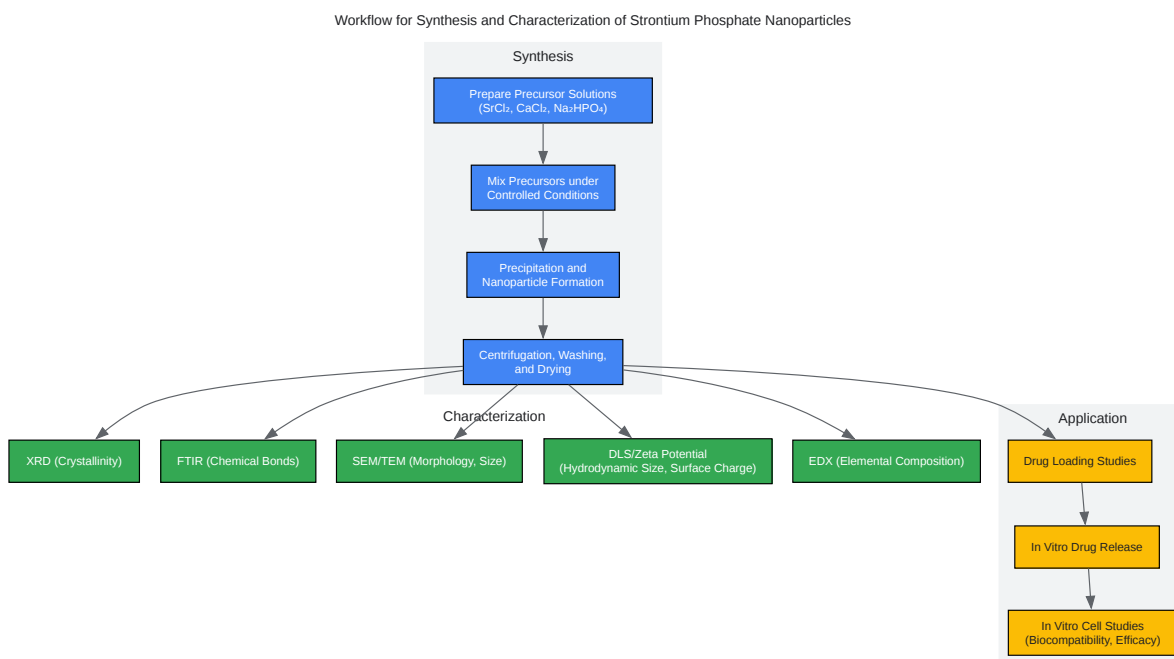 Workflow for Synthesis and Characterization of Strontium Phosphate Nanoparticles
Synthesis
Prepare Precursor Solutions
(SrCl₂, CaCl₂, Na₂HPO₄)
Mix Precursors under
Controlled Conditions
Precipitation and
Nanoparticle Formation
Centrifugation, Washing,
and Drying
Characterization
XRD (Crystallinity)
FTIR (Chemical Bonds)
SEM/TEM (Morphology, Size)
DLS/Zeta Potential
(Hydrodynamic Size, Surface Charge)
EDX (Elemental Composition)
Application
Drug Loading Studies
In Vitro Drug Release
In Vitro Cell Studies
(Biocompatibility, Efficacy)